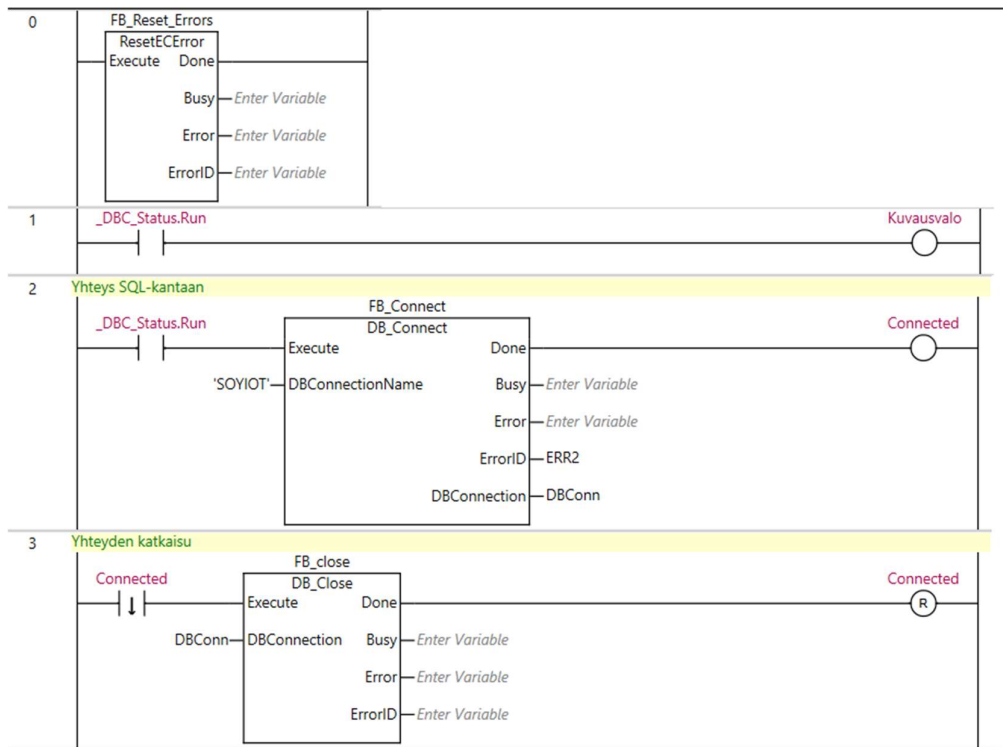 0
FB_Reset_Errors
ResetECError
Execute Done
Busy Enter Variable
Error Enter Variable
ErrorID Enter Variable
1
_DBC_Status.Run Kuvausvalo
2
Yhteys SQL-kantaan
FB_Connect
_DBC_Status.Run DB_Connect Connected
Execute Done
'SOYIOT' DBConnectionName Busy Enter Variable
Error Enter Variable
ErrorID ERR2
DBConnection DBConn
3
Yhteyden katkaisu
FB_close
Connected DB_Close Connected
Execute Done R
DBConn DBConnection Busy Enter Variable
Error Enter Variable
ErrorID Enter Variable